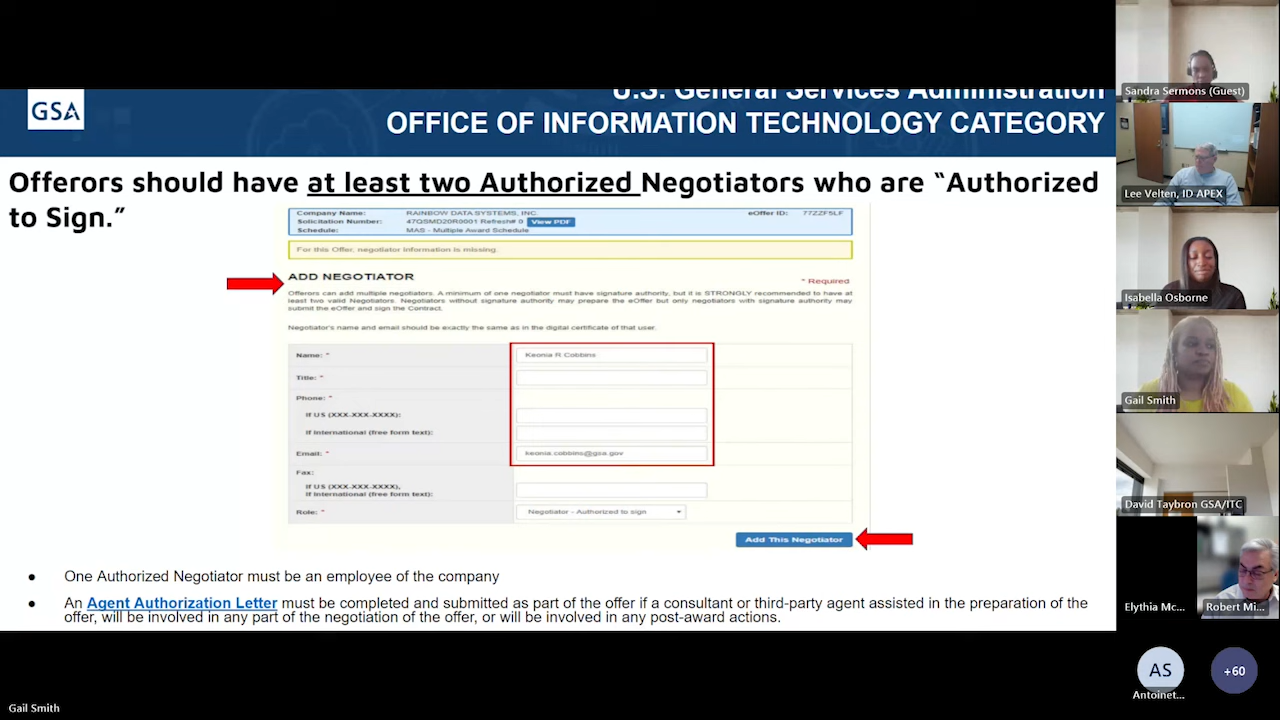 U.S. General Services Administration
GSA
OFFICE OF INFORMATION TECHNOLOGY CATEGORY
Offerors should have at least two Authorized Negotiators who are “Authorized
to Sign.”
Company Name: RAINBOW DATA SYSTEMS, INC. eOffer ID: 77ZZF5LF
Solicitation Number: 47QSMD20R0001 Refresh# 0 View PDF
Schedule: MAS - Multiple Award Schedule
For this Offer, negotiator information is missing.
ADD NEGOTIATOR
* Required
Offerors can add multiple negotiators. A minimum of one negotiator must have signature authority, but it is STRONGLY recommended to have at
least two valid Negotiators. Negotiators without signature authority may prepare the eOffer but only negotiators with signature authority may
submit the eOffer and sign the Contract.
Negotiator's name and email should be exactly the same as in the digital certificate of that user.
Name: * Keonia R Cobbins
Title: *
Phone: *
If US (XXX-XXX-XXXX):
If International (free form text):
Email: * keonia.cobbins@gsa.gov
Fax:
If US (XXX-XXX-XXXX),
If International (free form text):
Role: * Negotiator - Authorized to sign
Add This Negotiator
• One Authorized Negotiator must be an employee of the company
• An Agent Authorization Letter must be completed and submitted as part of the offer if a consultant or third-party agent assisted in the preparation of the
offer, will be involved in any part of the negotiation of the offer, or will be involved in any post-award actions.
Sandra Sermons (Guest)
Lee Velten, ID APEX
Isabella Osborne
Gail Smith
David Taybron GSA/ITC
Elythia Mc...
Robert Mi...
AS
Antoinet...
+60
Gail Smith